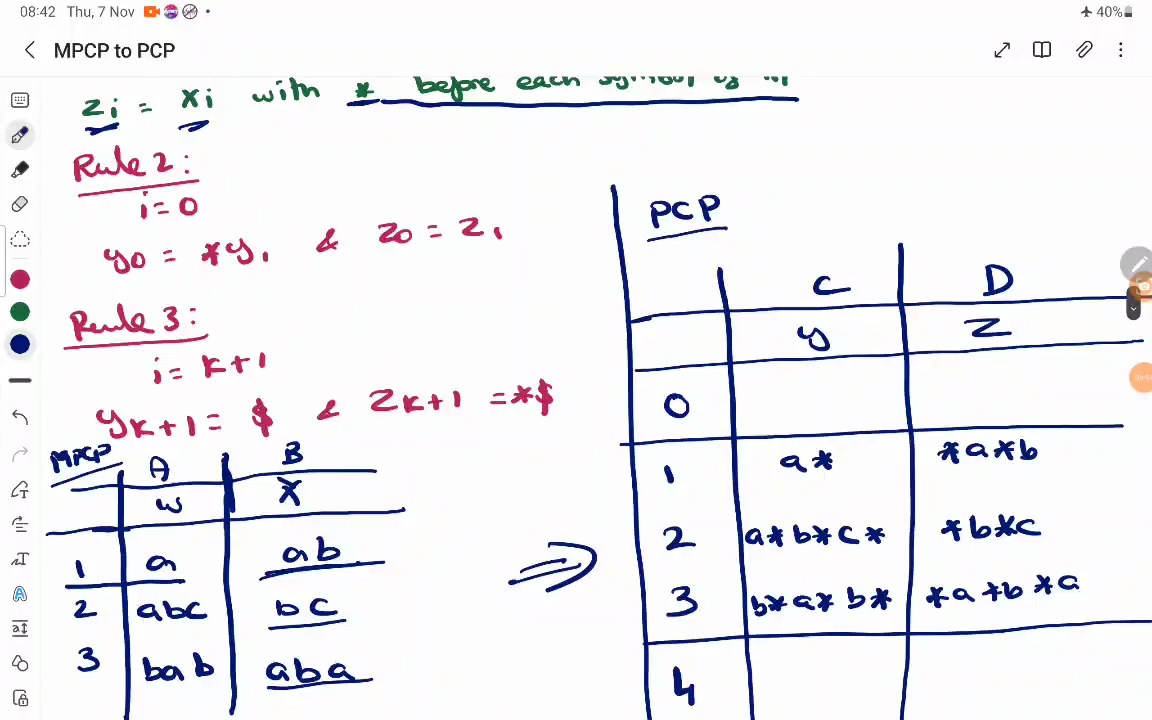 08:42 Thu, 7 Nov
40%
MPCP to PCP
zi = xi with * before each symbol of
Rule 2:
i = 0
y0 = *y1 & z0 = z1
Rule 3:
i = k+1
yk+1 = $ & zk+1 = *$
MPCP A B
w x
1 a ab
2 abc bc
3 bab aba
PCP
C D
y z
0
1 a* *a*b
2 a*b*c* *b*c
3 b*a*b* *a*b*a
4